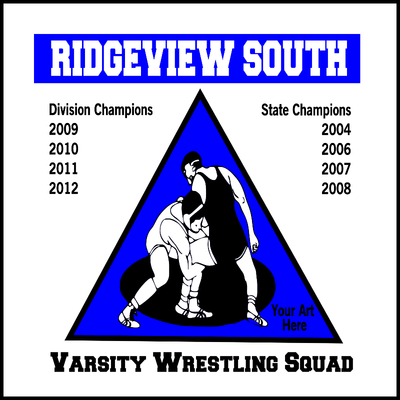 RIDGEVIEW SOUTH
Division Champions
2009
2010
2011
2012
State Champions
2004
2006
2007
2008
Your Art
Here
VARSITY WRESTLING SQUAD